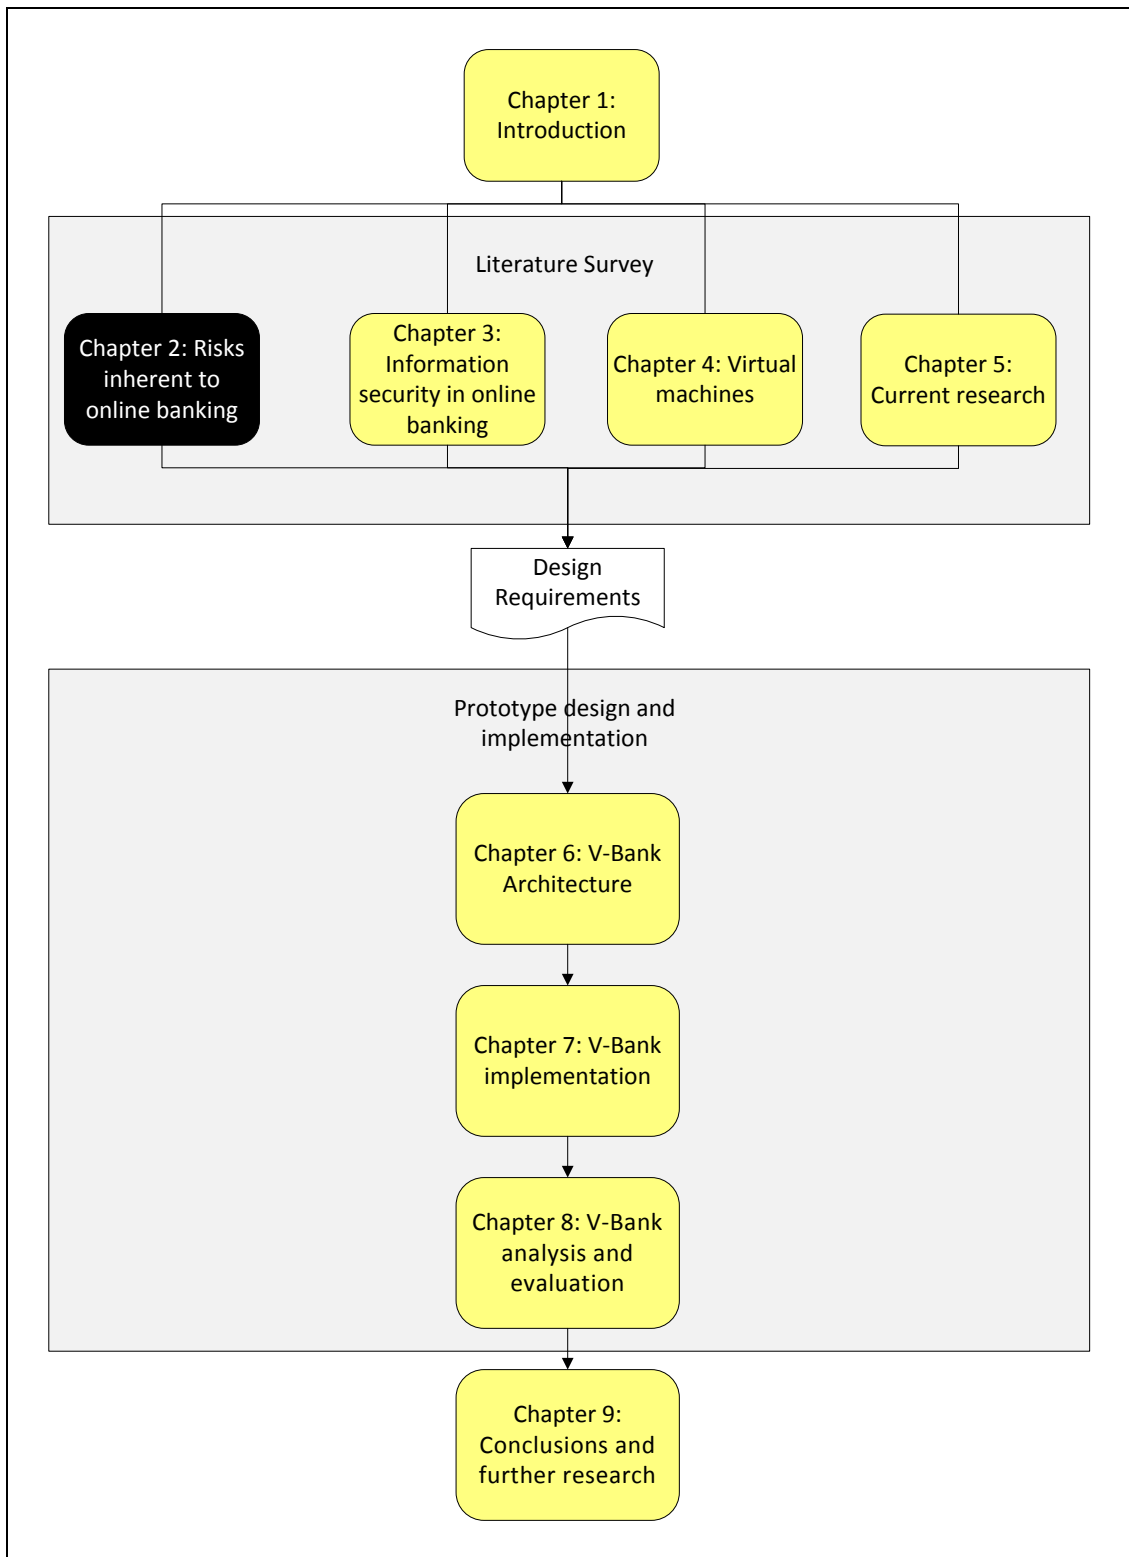 Chapter 1:
Introduction
Literature Survey
Chapter 2: Risks
inherent to
online banking
Chapter 3:
Information
security in online
banking
Chapter 4: Virtual
machines
Chapter 5:
Current research
Design
Requirements
Prototype design and
implementation
Chapter 6: V-Bank
Architecture
Chapter 7: V-Bank
implementation
Chapter 8: V-Bank
analysis and
evaluation
Chapter 9:
Conclusions and
further research